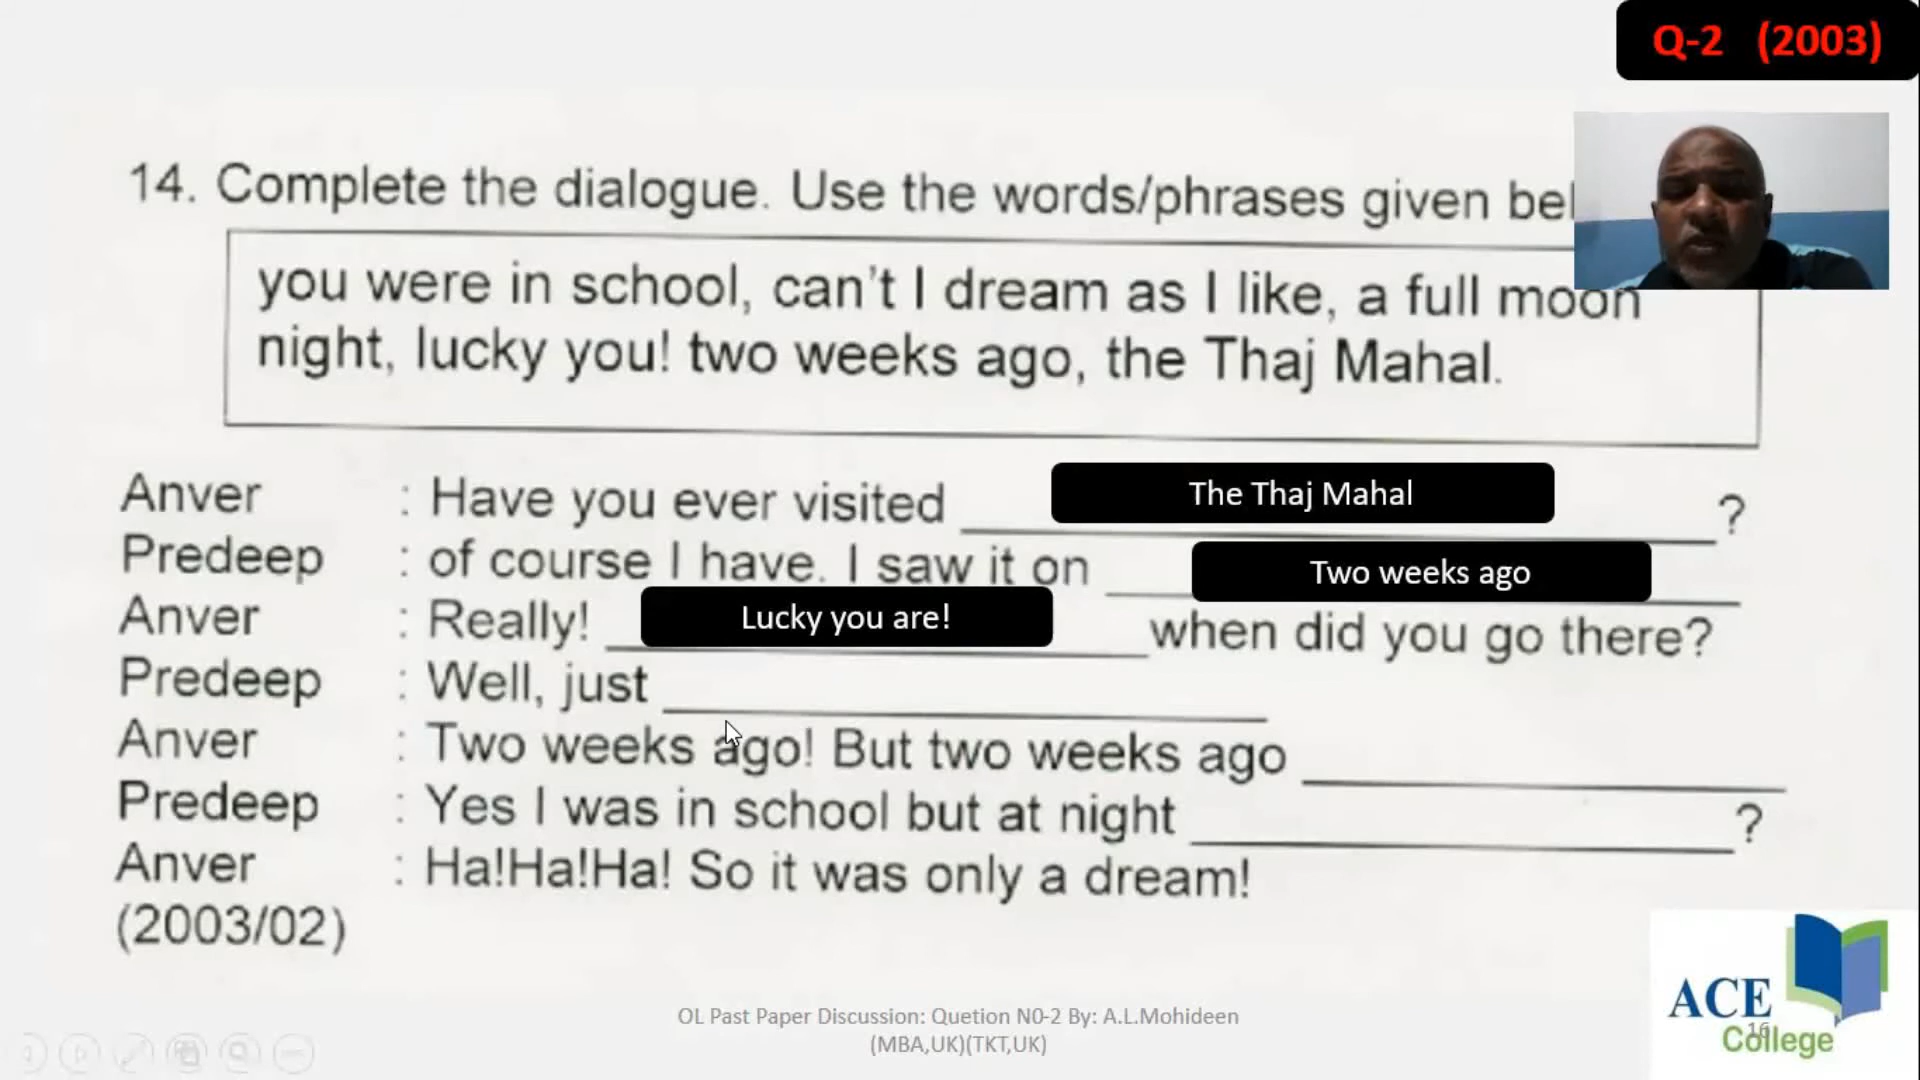 Q-2 (2003)
14. Complete the dialogue. Use the words/phrases given
you were in school, can't I dream as I like, a full moon
night, lucky you! two weeks ago, the Thaj Mahal.
Anver : Have you ever visited The Thaj Mahal ?
Predeep : of course I have. I saw it on Two weeks ago
Anver : Really! Lucky you are! when did you go there?
Predeep : Well, just
Anver : Two weeks ago! But two weeks ago
Predeep : Yes I was in school but at night ?
Anver : Ha!Ha!Ha! So it was only a dream!
(2003/02)
OL Past Paper Discussion: Quetion N0-2 By: A.L.Mohideen
(MBA,UK)(TKT,UK)
ACE
College
16